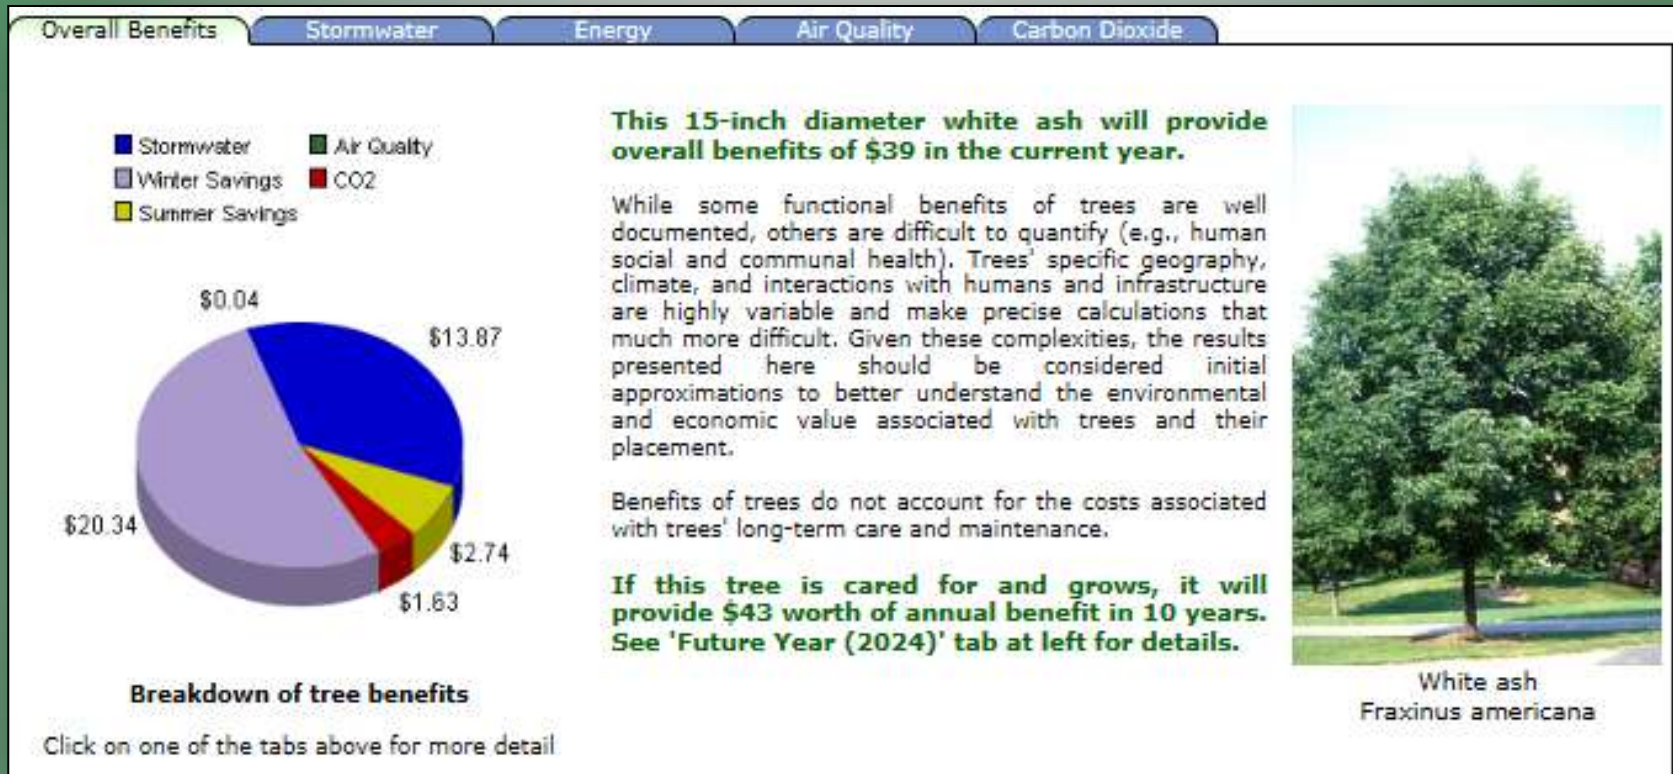 Overall Benefits
Stormwater
Energy
Air Quality
Carbon Dioxide
Stormwater
Air Quality
Winter Savings
CO2
Summer Savings
$0.04
$13.87
$20.34
$2.74
$1.63
Breakdown of tree benefits
Click on one of the tabs above for more detail
This 15-inch diameter white ash will provide
overall benefits of $39 in the current year.
While some functional benefits of trees are well
documented, others are difficult to quantify (e.g., human
social and communal health). Trees' specific geography,
climate, and interactions with humans and infrastructure
are highly variable and make precise calculations that
much more difficult. Given these complexities, the results
presented here should be considered initial
approximations to better understand the environmental
and economic value associated with trees and their
placement.
Benefits of trees do not account for the costs associated
with trees' long-term care and maintenance.
If this tree is cared for and grows, it will
provide $43 worth of annual benefit in 10 years.
See 'Future Year (2024)' tab at left for details.
White ash
Fraxinus americana